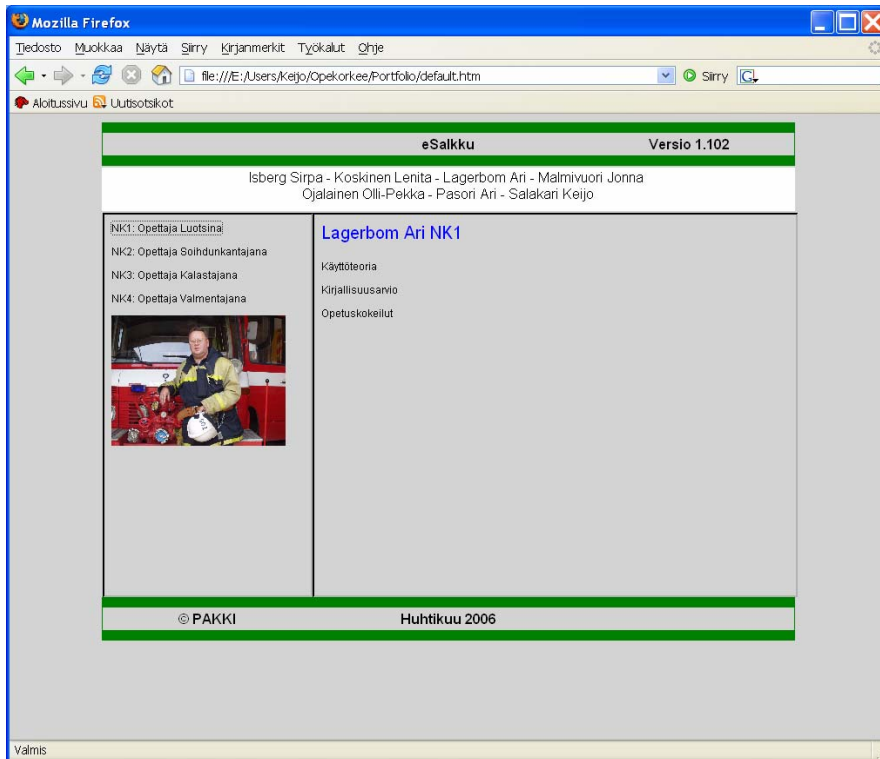 Mozilla Firefox
Tiedosto Muokkaa Näytä Siirry Kirjanmerkit Työkalut Ohje
file:///E:/Users/Keijo/Opekorkee/Portfolio/default.htm Siirry G
Aloitussivu Uutisotsikot
eSalkku Versio 1.102
Isberg Sirpa - Koskinen Lenita - Lagerbom Ari - Malmivuori Jonna
Ojalainen Olli-Pekka - Pasori Ari - Salakari Keijo
NK1: Opettaja Luotsina
NK2: Opettaja Soihdunkantajana
NK3: Opettaja Kalastajana
NK4: Opettaja Valmentajana
Lagerbom Ari NK1
Käyttöteoria
Kirjallisuusarvio
Opetuskokeilut
© PAKKI Huhtikuu 2006
Valmis